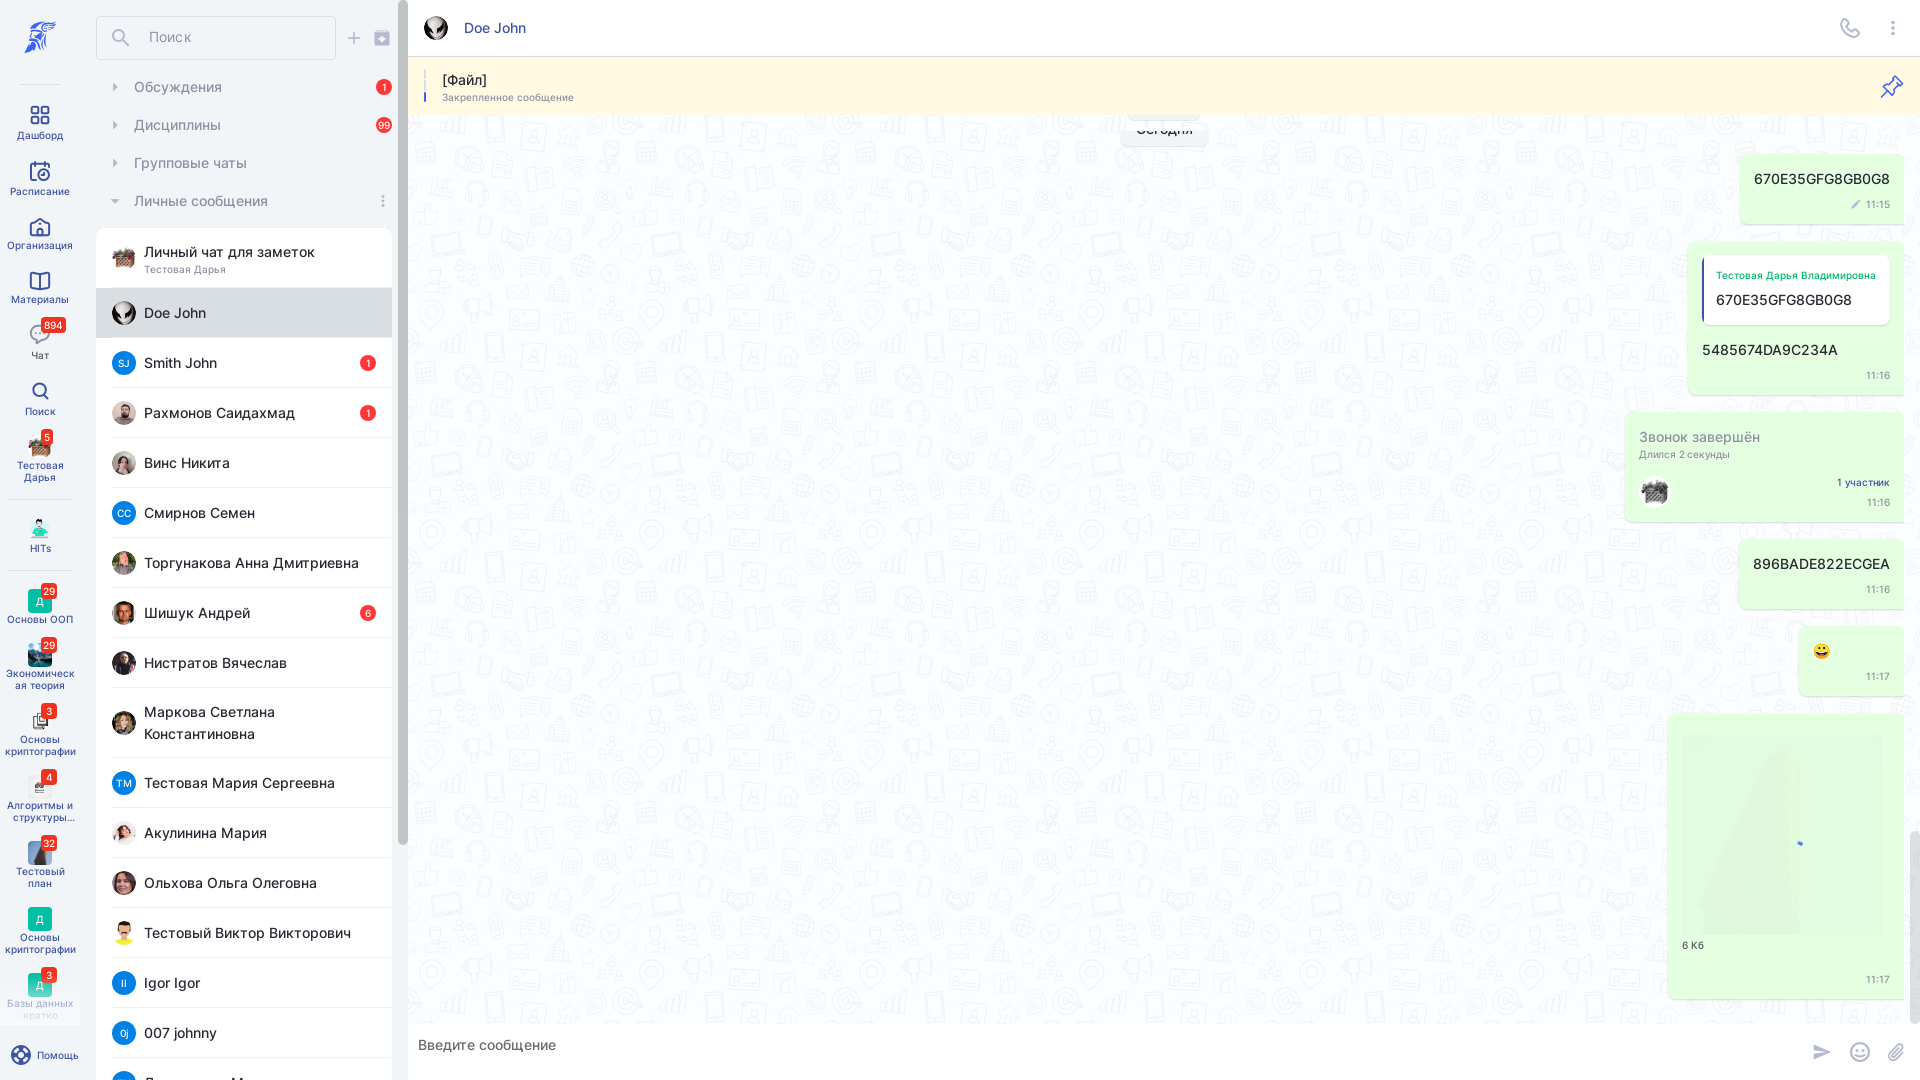 Дашборд
Расписание
Организация
Материалы
894
Чат
Поиск
5
Тестовая
Дарья
HITs
29
Д
Основы ООП
29
Экономическ
ая теория
3
Основы
криптографии
4
Алгоритмы и
структуры...
32
Тестовый
план
Д
Основы
криптографии
3
Д
Базы данных
кратко
Помощь
Поиск
Обсуждения
1
Дисциплины
99
Групповые чаты
Личные сообщения
Личный чат для заметок
Тестовая Дарья
Doe John
SJ
Smith John
1
Рахмонов Саидахмад
1
Винс Никита
СС
Смирнов Семен
Торгунакова Анна Дмитриевна
Шишук Андрей
6
Нистратов Вячеслав
Маркова Светлана
Константиновна
ТМ
Тестовая Мария Сергеевна
Акулинина Мария
Ольхова Ольга Олеговна
Тестовый Виктор Викторович
II
Igor Igor
0j
007 johnny
Doe John
[Файл]
Закрепленное сообщение
Сегодня
670E35GFG8GB0G8
11:15
Тестовая Дарья Владимировна
670E35GFG8GB0G8
5485674DA9C234A
11:16
Звонок завершён
Длился 2 секунды
1 участник
11:16
896BADE822ECGEA
11:16
11:17
6 Кб
11:17
Введите сообщение